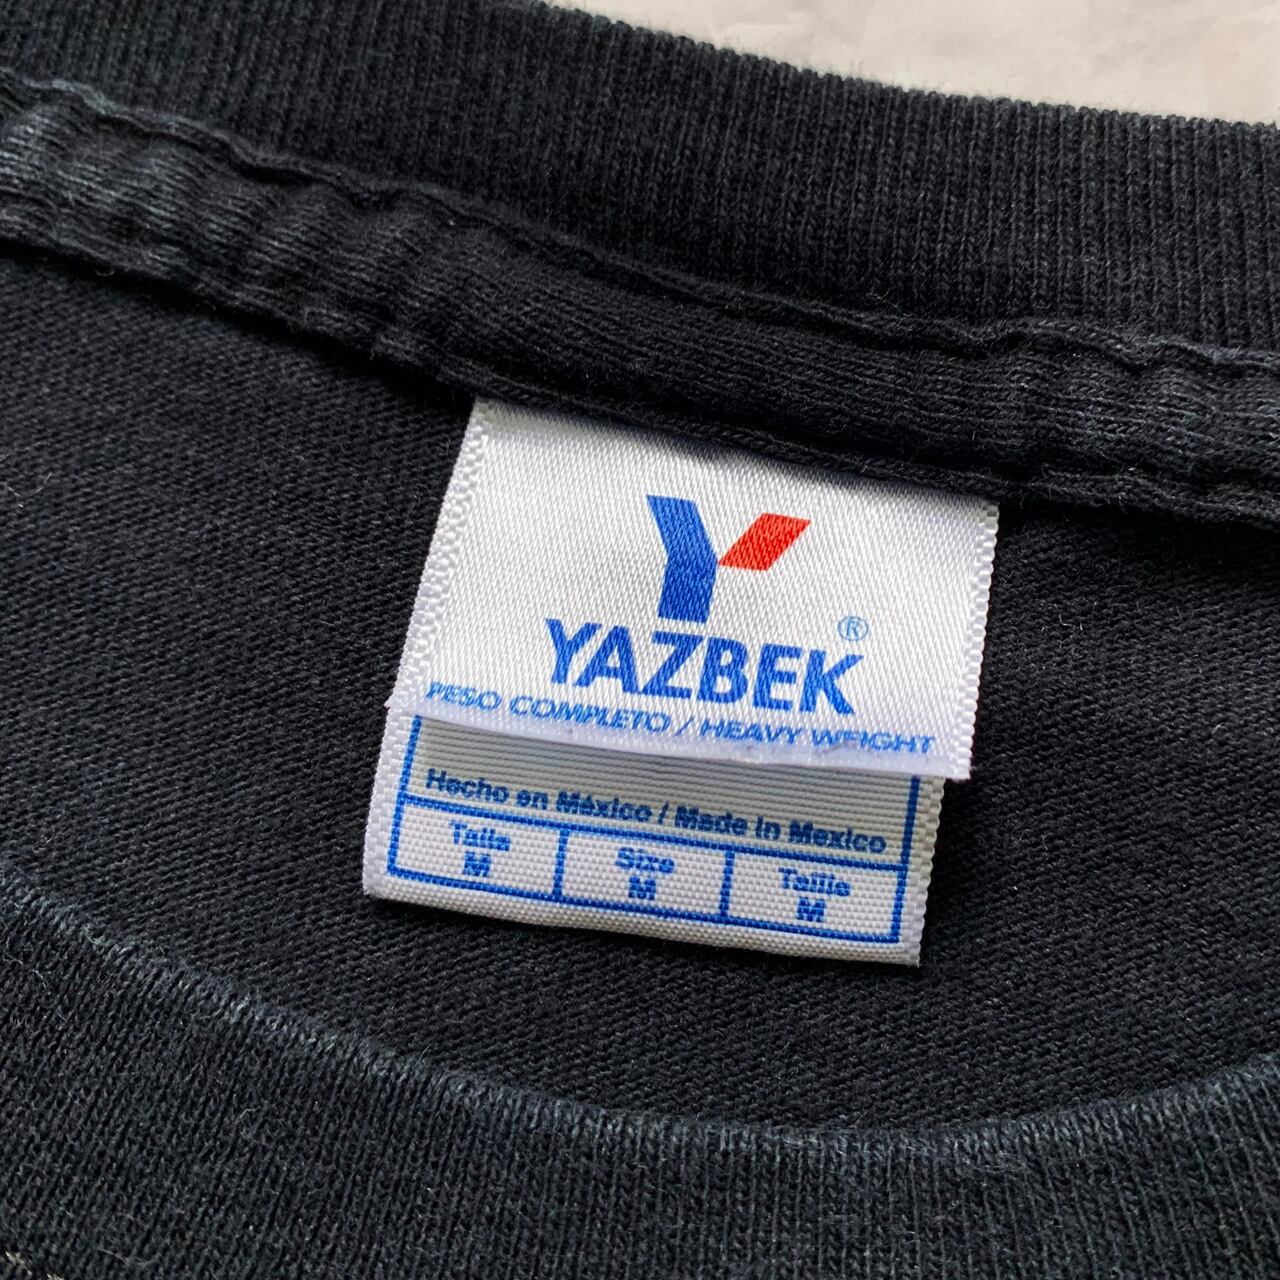 Y
YAZBEK®
PESO COMPLETO / HEAVY WEIGHT
Hecho en México / Made in Mexico
Talla Size Taille
M M M